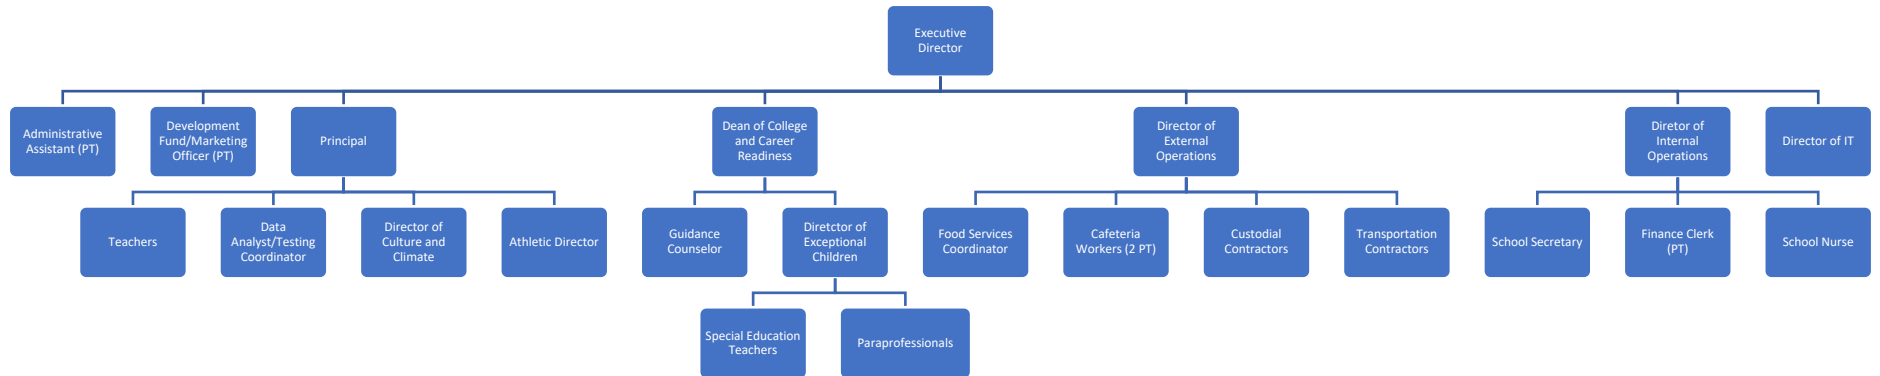 Executive
Director
Administrative
Assistant (PT)
Development
Fund/Marketing
Officer (PT)
Principal
Dean of College
and Career
Readiness
Director of
External
Operations
Diretor of
Internal
Operations
Director of IT
Teachers
Data
Analyst/Testing
Coordinator
Director of
Culture and
Climate
Athletic Director
Guidance
Counselor
Diretctor of
Exceptional
Children
Food Services
Coordinator
Cafeteria
Workers (2 PT)
Custodial
Contractors
Transportation
Contractors
School Secretary
Finance Clerk
(PT)
School Nurse
Special Education
Teachers
Paraprofessionals